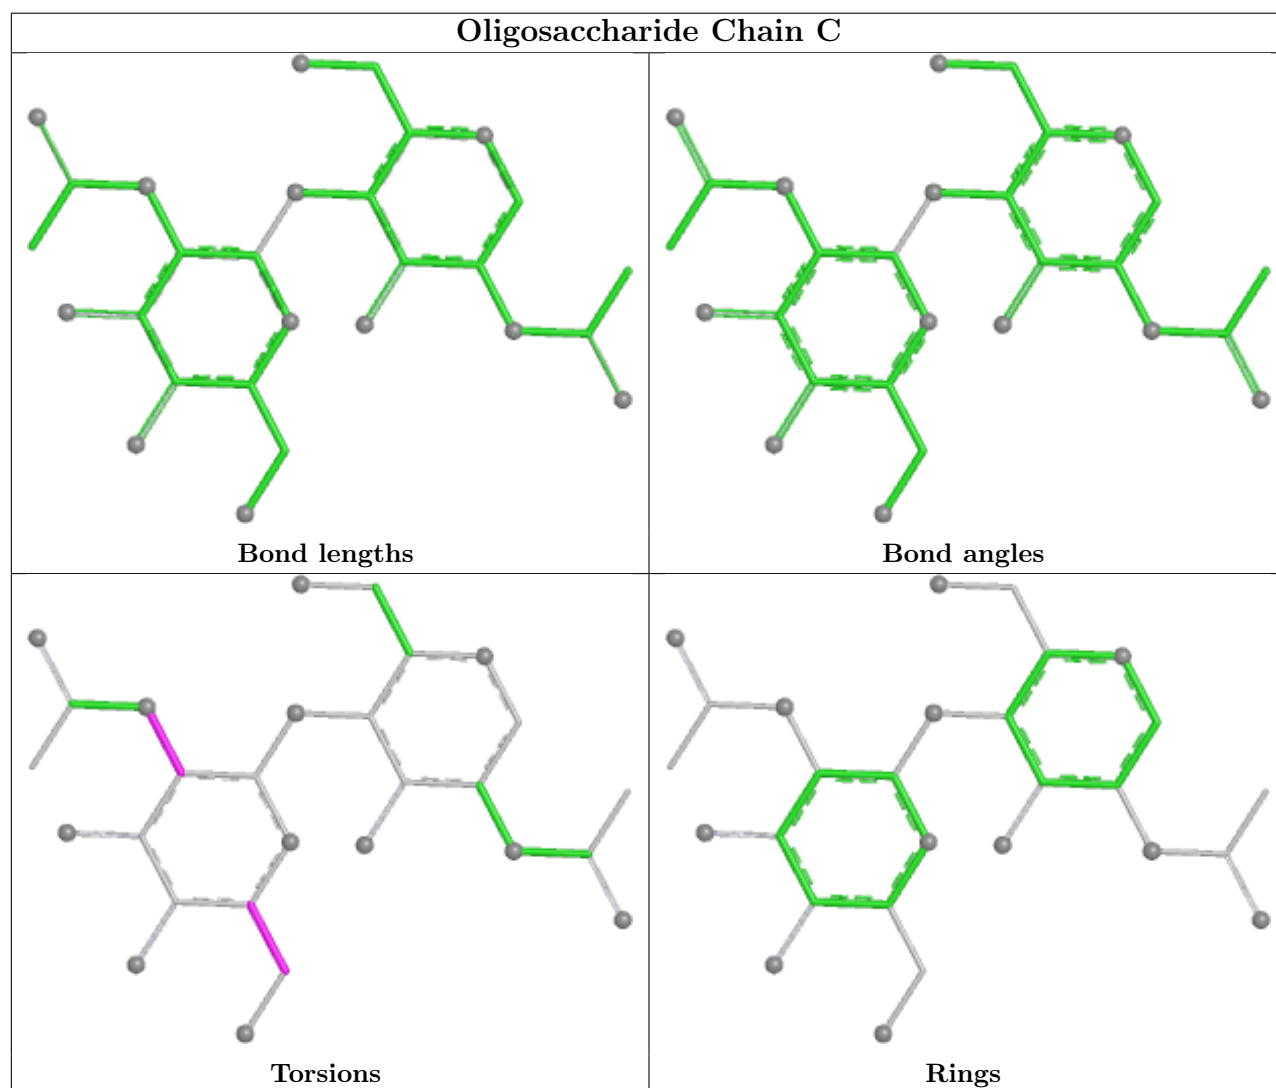 Oligosaccharide Chain C
Bond lengths
Bond angles
Torsions
Rings